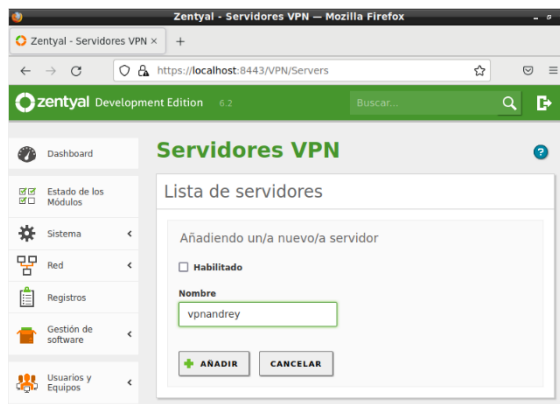 Zentyal - Servidores VPN — Mozilla Firefox
Zentyal - Servidores VPN × +
https://localhost:8443/VPN/Servers
zentyal Development Edition 6.2 Buscar...
Dashboard
Estado de los
Módulos
Sistema
Red
Registros
Gestión de
software
Usuarios y
Equipos
Servidores VPN
Lista de servidores
Añadiendo un/a nuevo/a servidor
Habilitado
Nombre
vpnandrey
AÑADIR CANCELAR